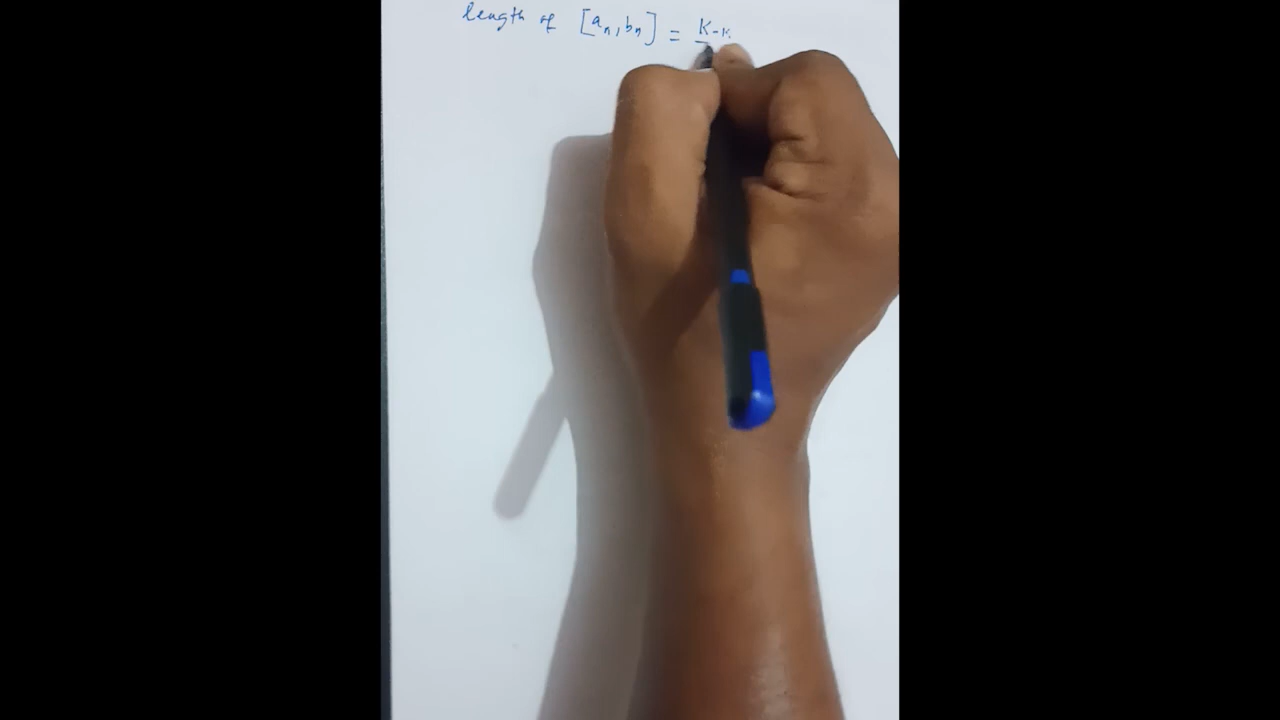 length of [aₙ, bₙ] = K-k